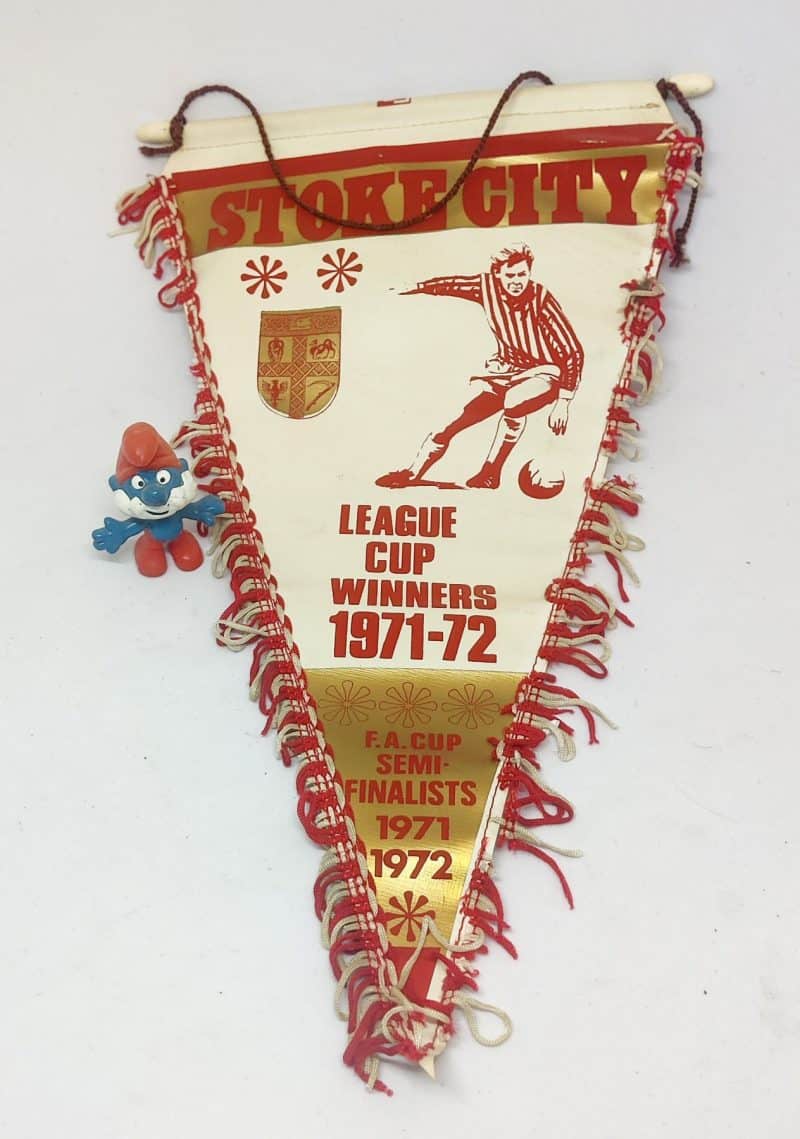 STOKE CITY
LEAGUE
CUP
WINNERS
1971-72
F.A. CUP
SEMI-
FINALISTS
1971
1972